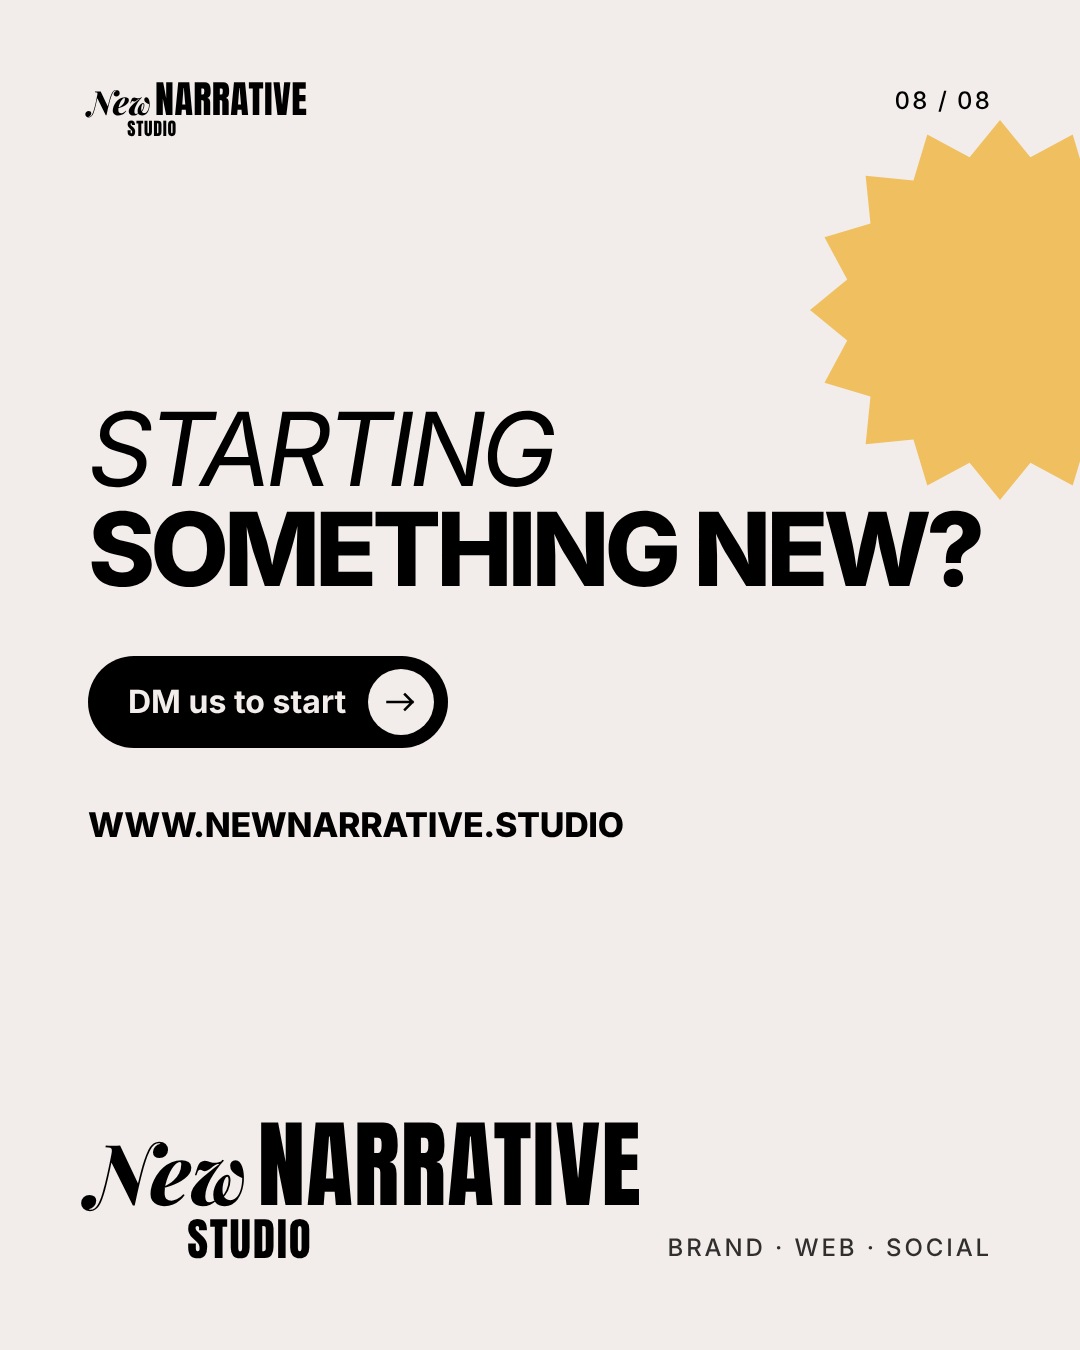 New NARRATIVE
STUDIO
08 / 08
STARTING
SOMETHING NEW?
DM us to start →
WWW.NEWNARRATIVE.STUDIO
New NARRATIVE
STUDIO
BRAND · WEB · SOCIAL